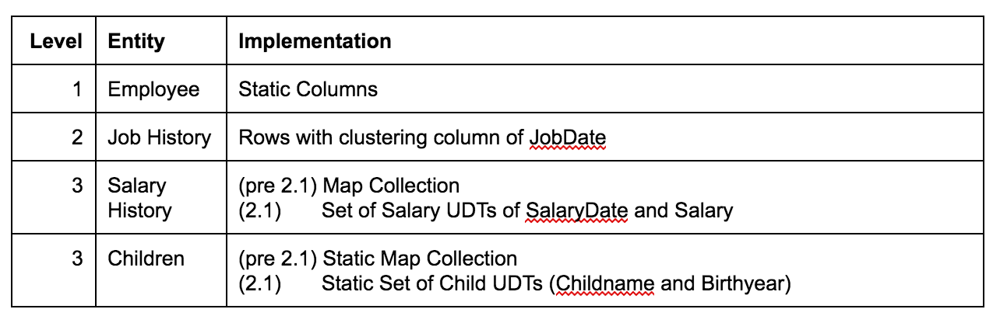 Level Entity Implementation
1 Employee Static Columns
2 Job History Rows with clustering column of JobDate
3 Salary (pre 2.1) Map Collection
History (2.1) Set of Salary UDTs of SalaryDate and Salary
3 Children (pre 2.1) Static Map Collection
(2.1) Static Set of Child UDTs (Childname and Birthyear)